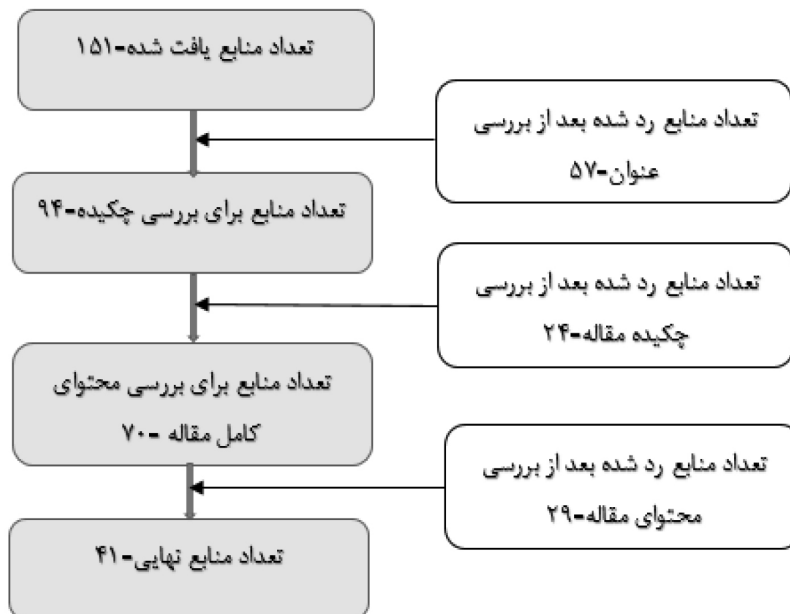 تعداد منابع یافت شده-۱۵۱
تعداد منابع رد شده بعد از بررسی
عنوان-۵۷
تعداد منابع برای بررسی چکیده-۹۴
تعداد منابع رد شده بعد از بررسی
چکیده مقاله-۲۴
تعداد منابع برای بررسی محتوای
کامل مقاله -۷۰
تعداد منابع رد شده بعد از بررسی
محتوای مقاله-۲۹
تعداد منابع نهایی-۴۱